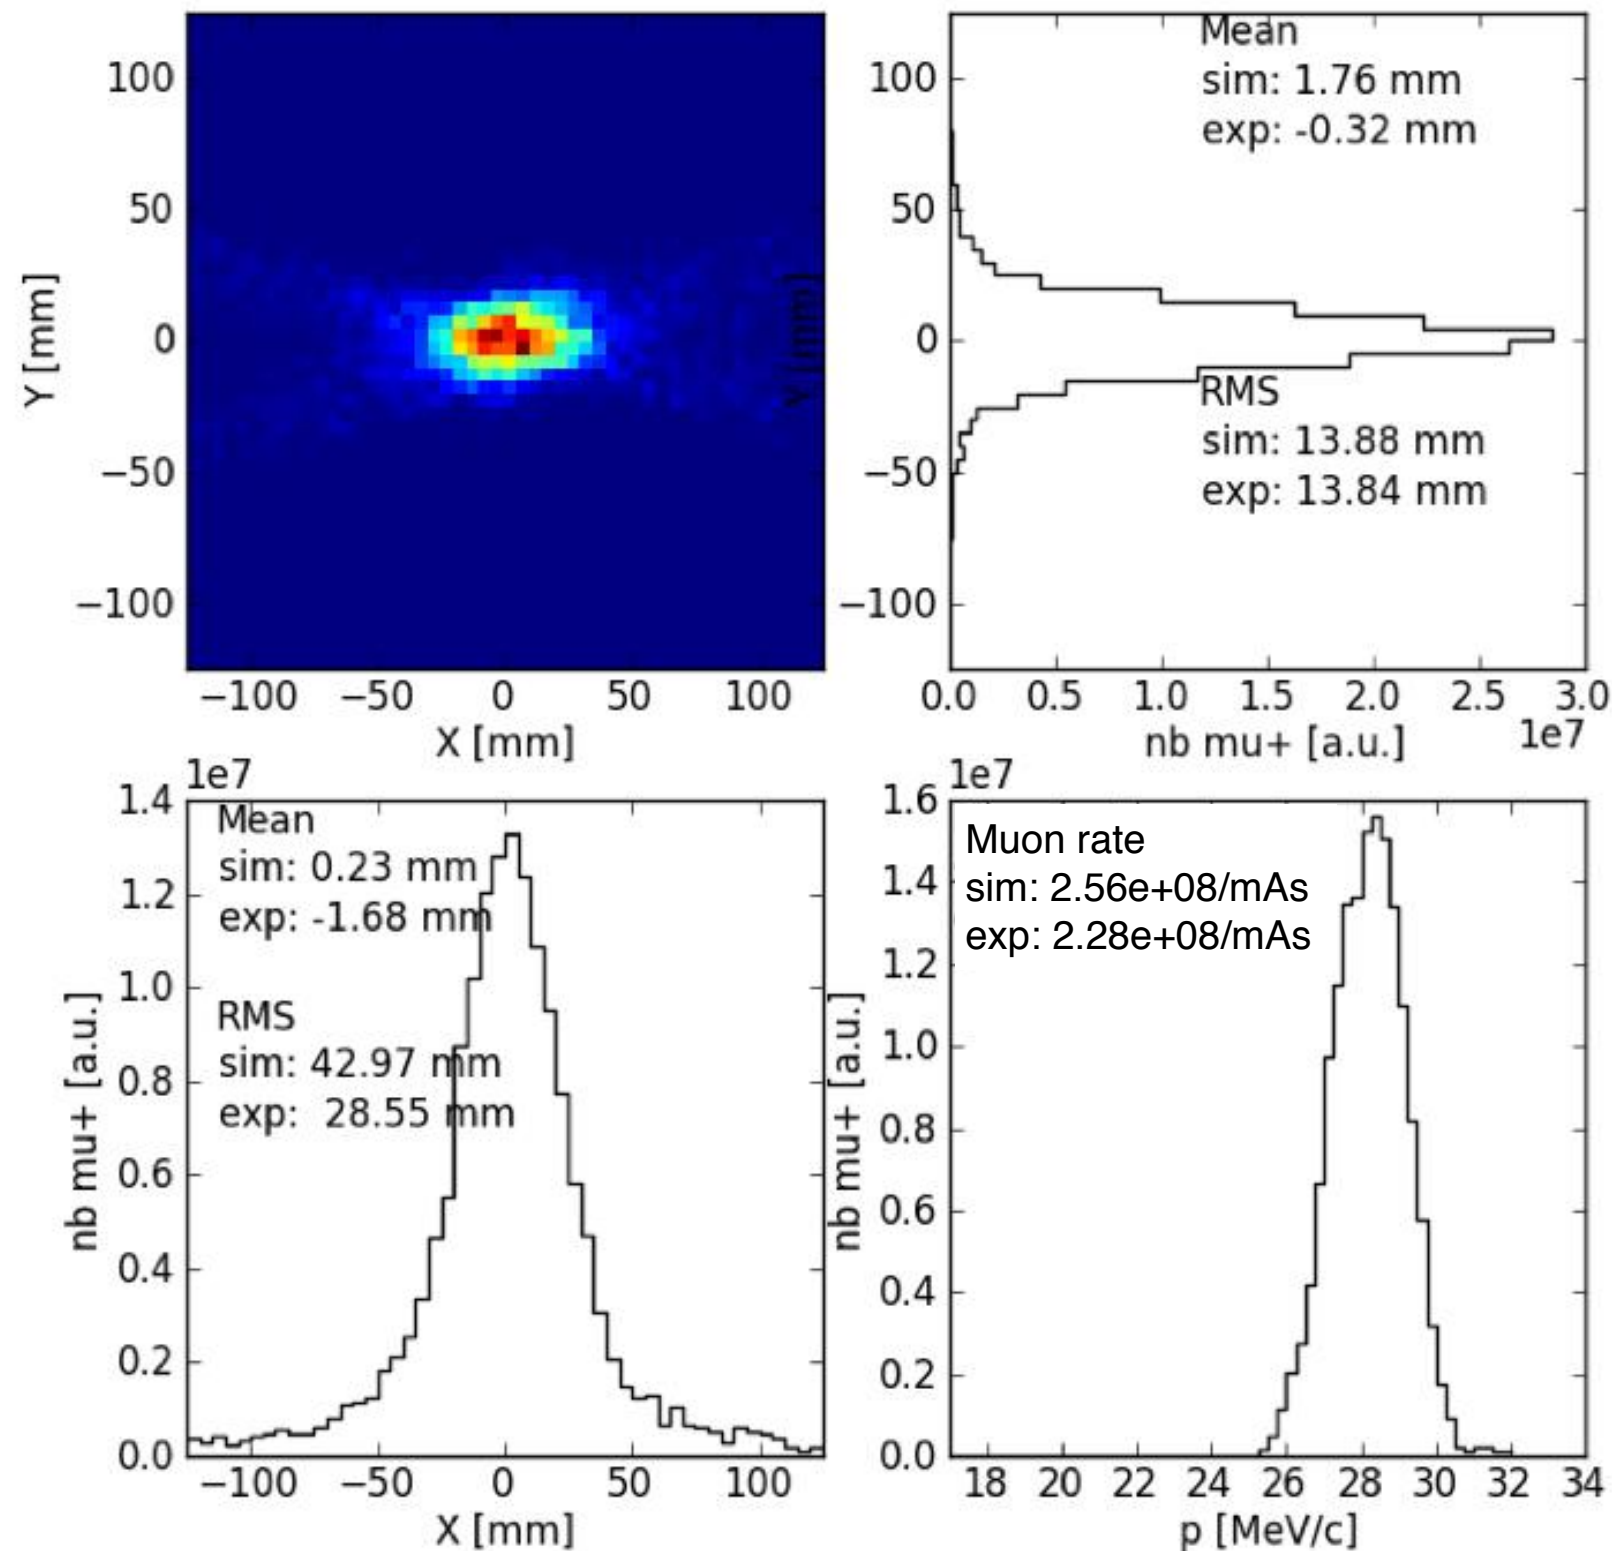 100
50
0
−50
−100
Y [mm]
−100 −50 0 50 100
X [mm]
Mean
sim: 1.76 mm
exp: -0.32 mm
RMS
sim: 13.88 mm
exp: 13.84 mm
100
50
0
−50
−100
Y [mm]
0.0 0.5 1.0 1.5 2.0 2.5 3.0
1e7
nb mu+ [a.u.]
1e7
Mean
sim: 0.23 mm
exp: -1.68 mm
RMS
sim: 42.97 mm
exp: 28.55 mm
1.4
1.2
1.0
0.8
0.6
0.4
0.2
0.0
nb mu+ [a.u.]
−100 −50 0 50 100
X [mm]
1e7
Muon rate
sim: 2.56e+08/mAs
exp: 2.28e+08/mAs
1.6
1.4
1.2
1.0
0.8
0.6
0.4
0.2
0.0
nb mu+ [a.u.]
18 20 22 24 26 28 30 32 34
p [MeV/c]